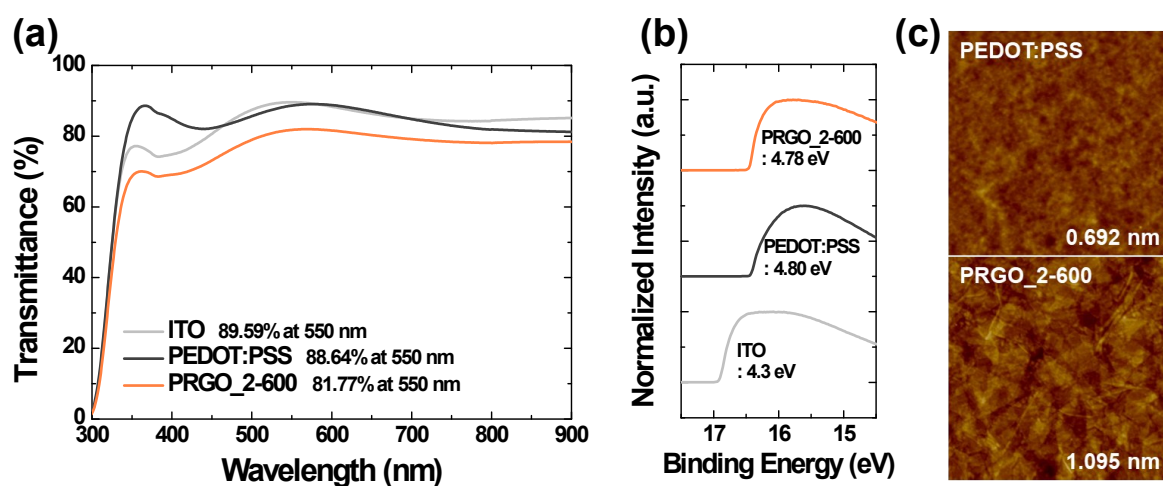 (a)
100
80
60
40
20
0
Transmittance (%)
ITO 89.59% at 550 nm
PEDOT:PSS 88.64% at 550 nm
PRGO_2-600 81.77% at 550 nm
300 400 500 600 700 800 900
Wavelength (nm)
(b)
Normalized Intensity (a.u.)
PRGO_2-600
: 4.78 eV
PEDOT:PSS
: 4.80 eV
ITO
: 4.3 eV
17 16 15
Binding Energy (eV)
(c)
PEDOT:PSS
0.692 nm
PRGO_2-600
1.095 nm